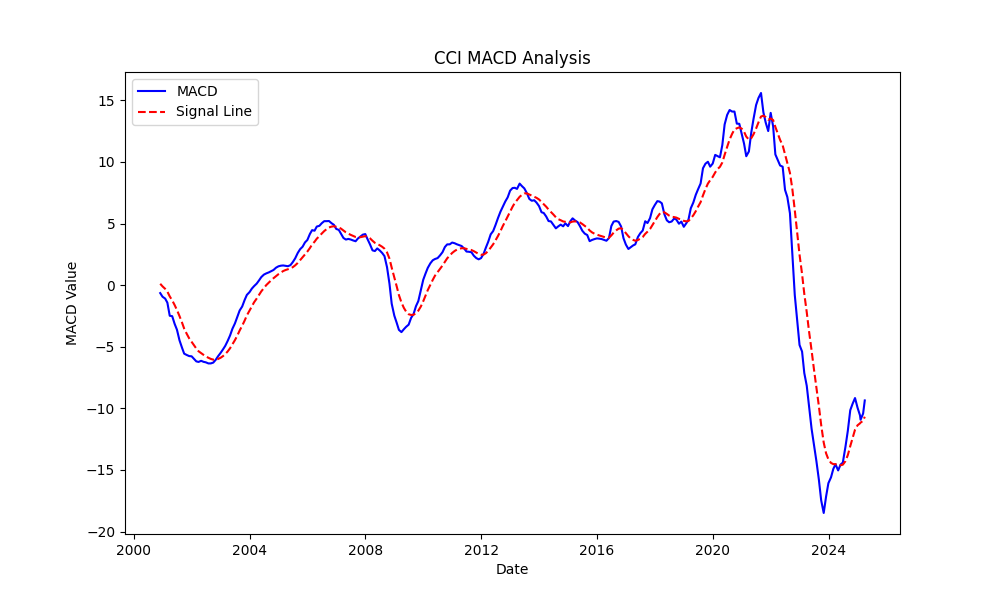 CCI MACD Analysis
MACD
Signal Line
MACD Value
15
10
5
0
−5
−10
−15
−20
2000 2004 2008 2012 2016 2020 2024
Date